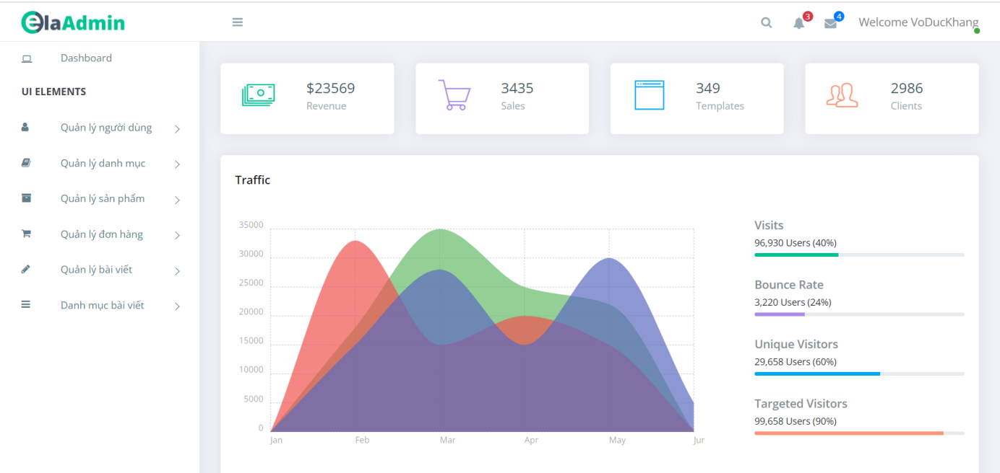 elaAdmin
3
4
Welcome VoDucKhang
Dashboard
UI ELEMENTS
Quản lý người dùng
Quản lý danh mục
Quản lý sản phẩm
Quản lý đơn hàng
Quản lý bài viết
Danh mục bài viết
$23569
Revenue
3435
Sales
349
Templates
2986
Clients
Traffic
35000
30000
25000
20000
15000
10000
5000
0
Jan Feb Mar Apr May Jur
Visits
96,930 Users (40%)
Bounce Rate
3,220 Users (24%)
Unique Visitors
29,658 Users (60%)
Targeted Visitors
99,658 Users (90%)